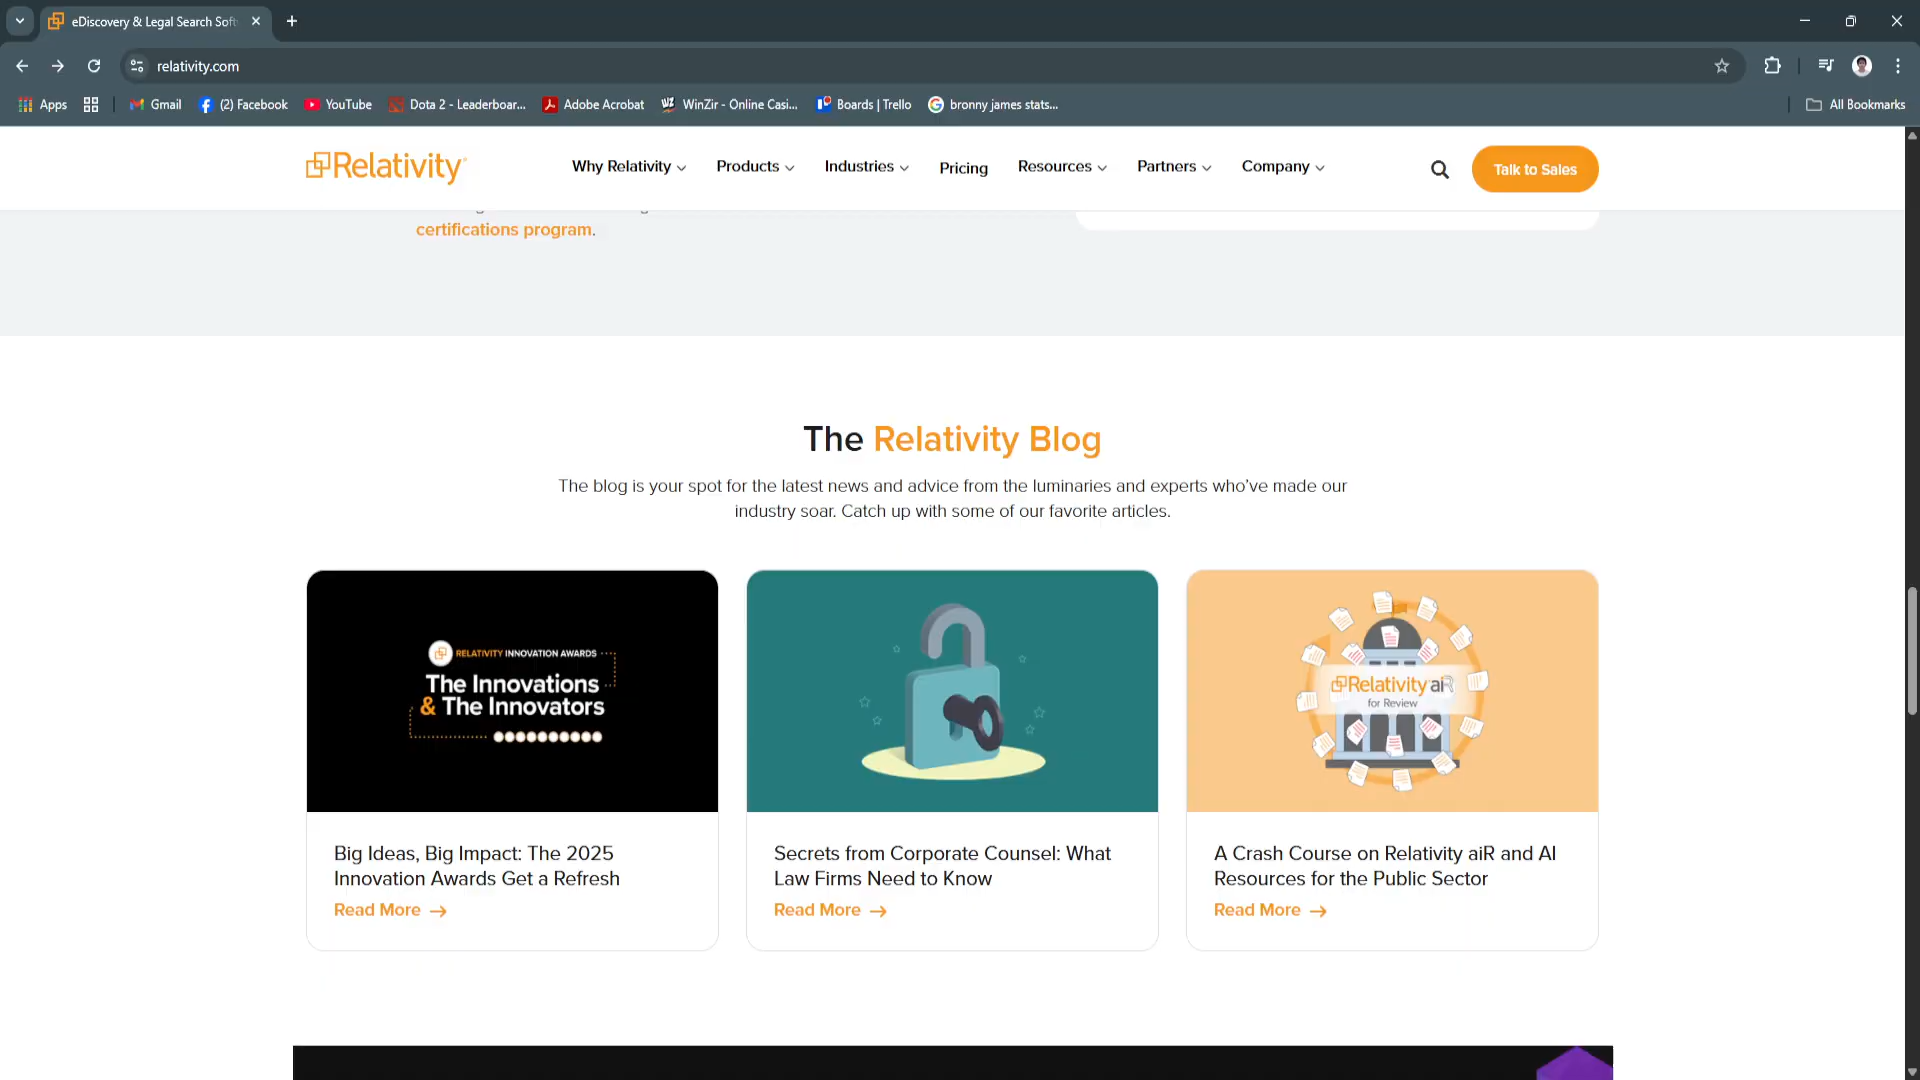 eDiscovery & Legal Search Soft
relativity.com
Apps
Gmail
(2) Facebook
YouTube
Dota 2 - Leaderboar...
Adobe Acrobat
WinZir - Online Casi...
Boards | Trello
bronny james stats...
All Bookmarks
Relativity
Why Relativity
Products
Industries
Pricing
Resources
Partners
Company
Talk to Sales
certifications program.
The Relativity Blog
The blog is your spot for the latest news and advice from the luminaries and experts who’ve made our
industry soar. Catch up with some of our favorite articles.
RELATIVITY INNOVATION AWARDS
The Innovations
& The Innovators
Relativity aiR
for Review
Big Ideas, Big Impact: The 2025
Innovation Awards Get a Refresh
Read More
Secrets from Corporate Counsel: What
Law Firms Need to Know
Read More
A Crash Course on Relativity aiR and AI
Resources for the Public Sector
Read More